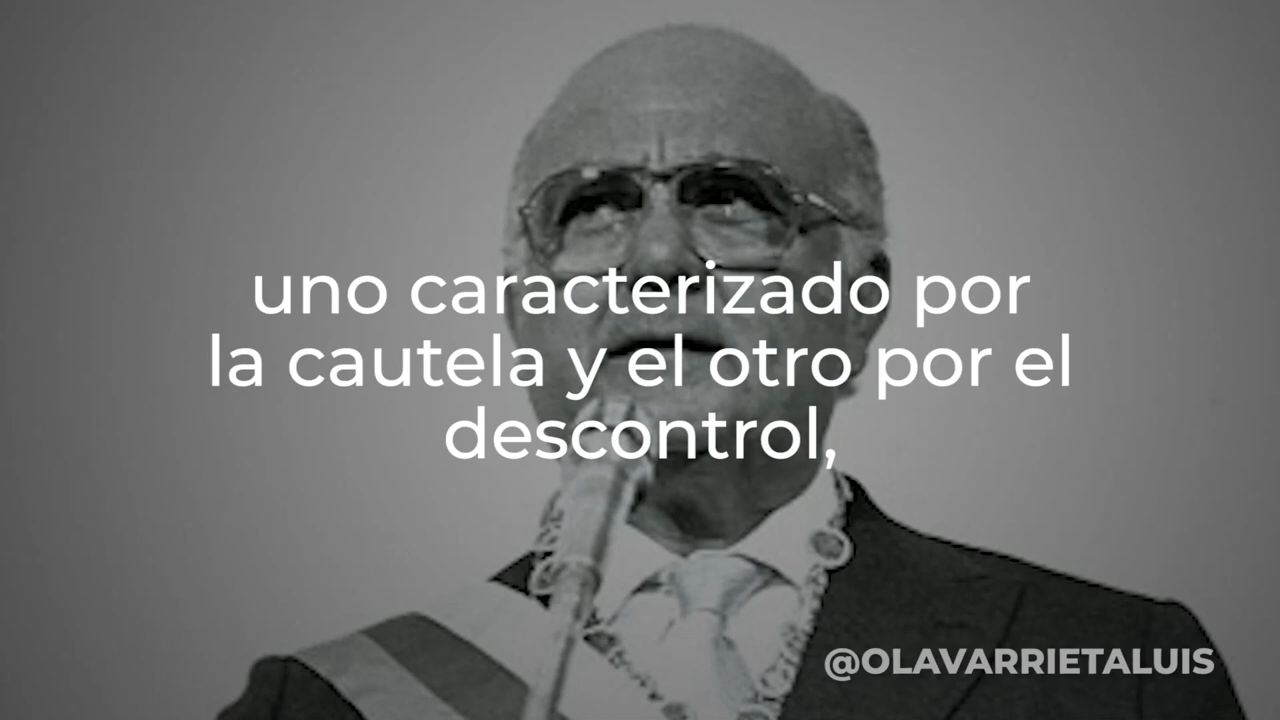 uno caracterizado por
la cautela y el otro por el
descontrol,
@OLAVARRIETALUIS